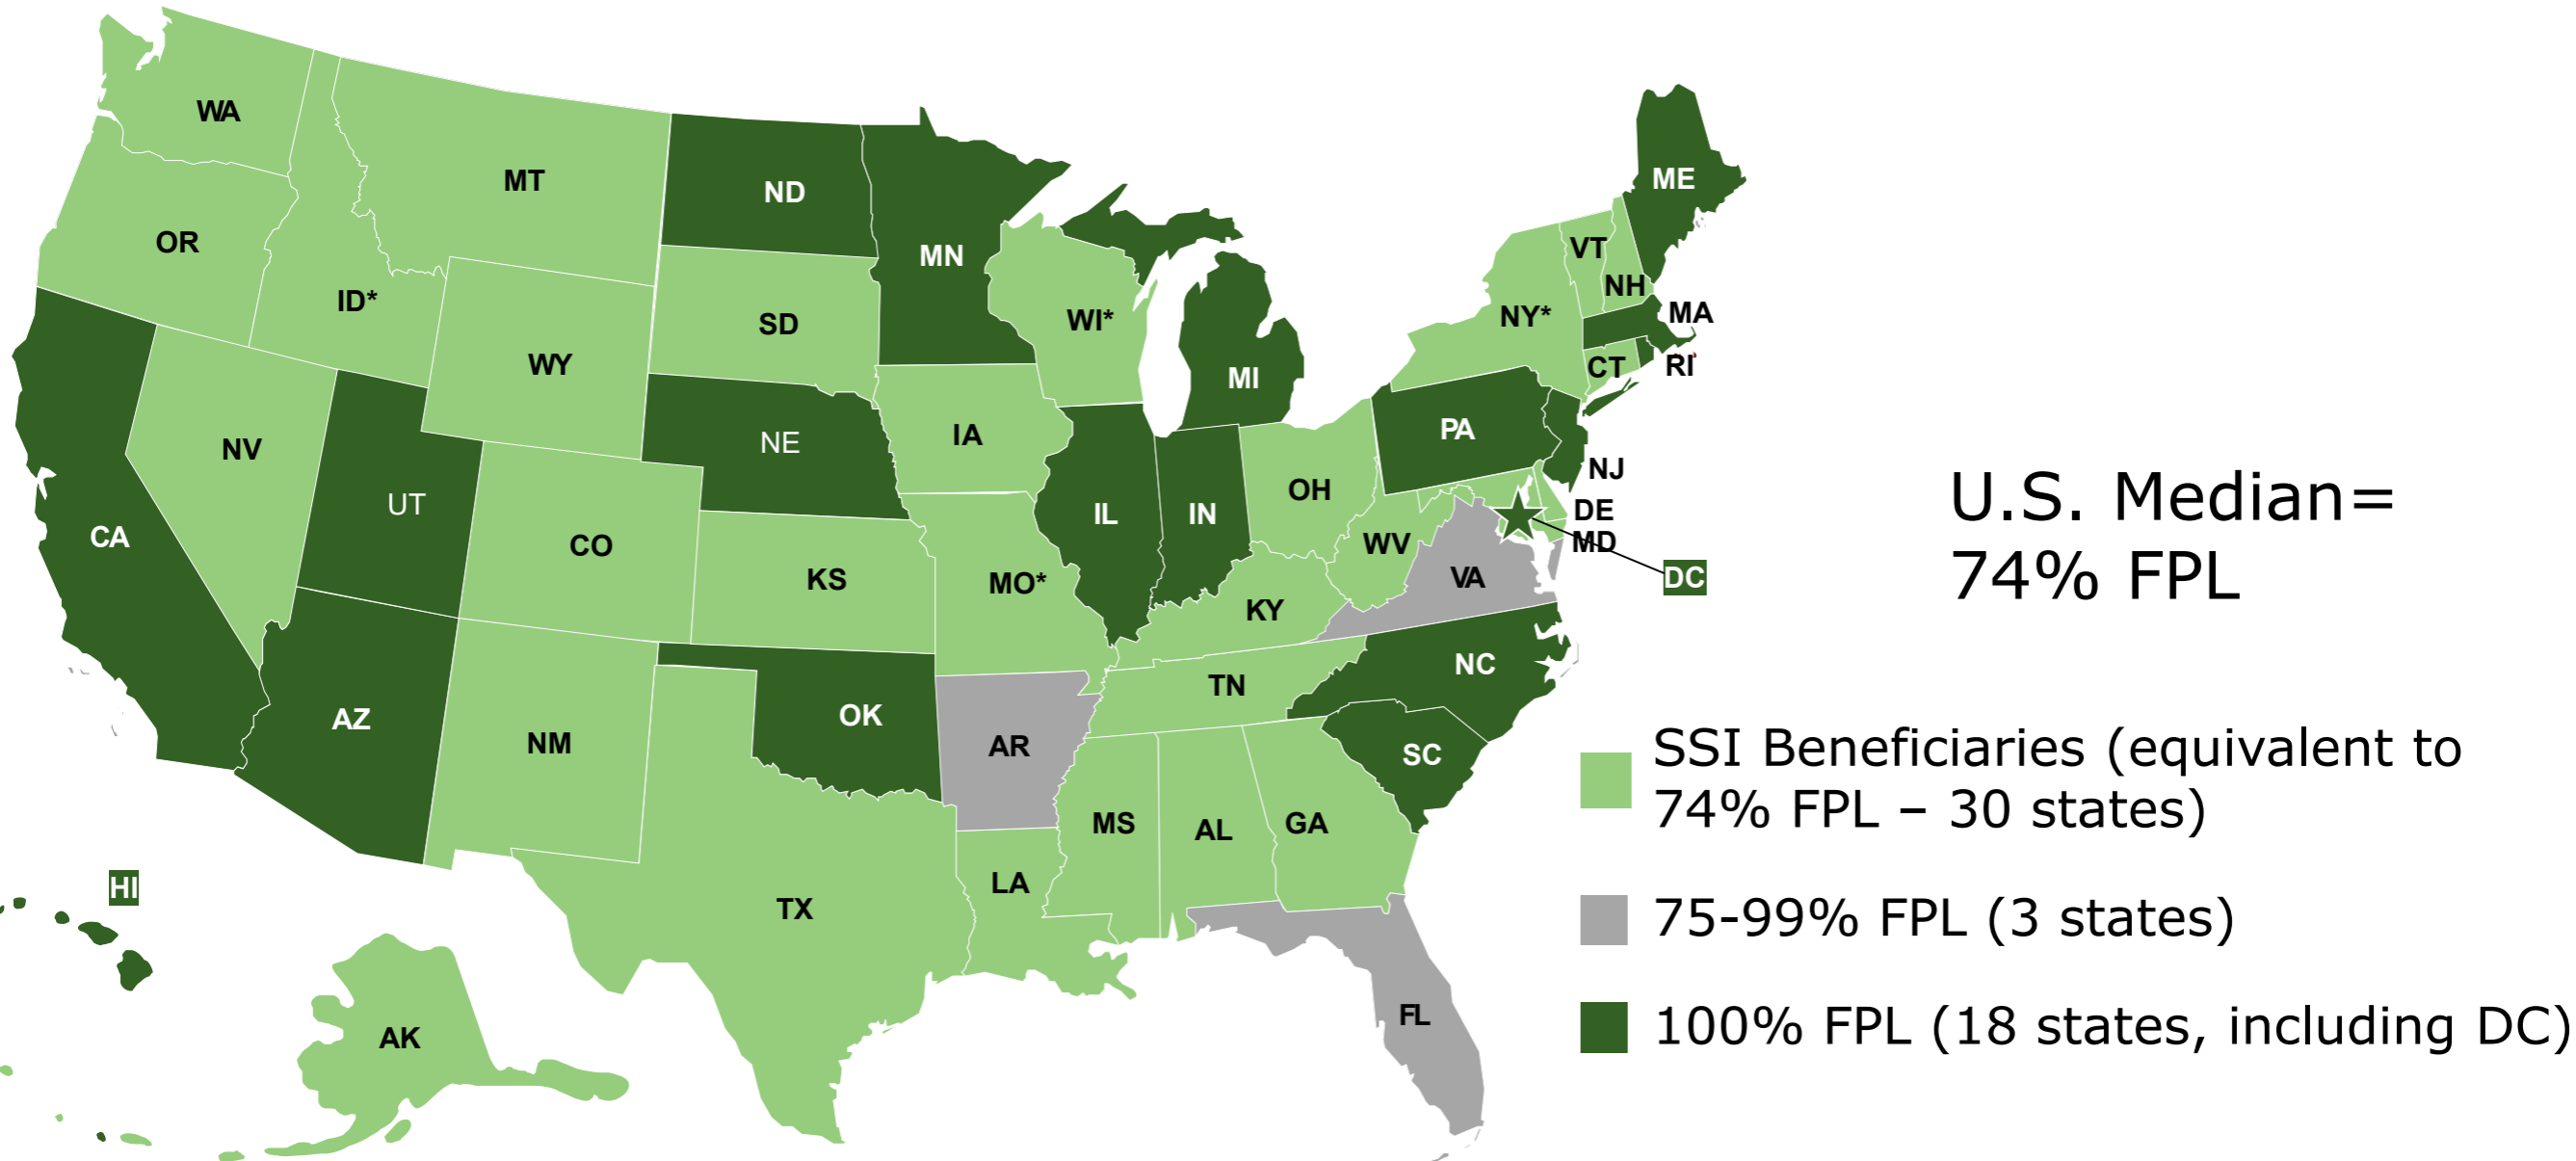 WA
MT
ND
ME
OR
MN
VT
NH
ID*
SD
WI*
NY*
MA
WY
CT
RI
MI
NV
NE
IA
PA
NJ
UT
OH
CA
CO
IL
IN
DE
MD
WV
KS
MO*
VA
DC
KY
NC
TN
AZ
NM
OK
AR
SC
MS
AL
GA
HI
LA
TX
AK
FL
U.S. Median=
74% FPL
SSI Beneficiaries (equivalent to
74% FPL – 30 states)
75-99% FPL (3 states)
100% FPL (18 states, including DC)